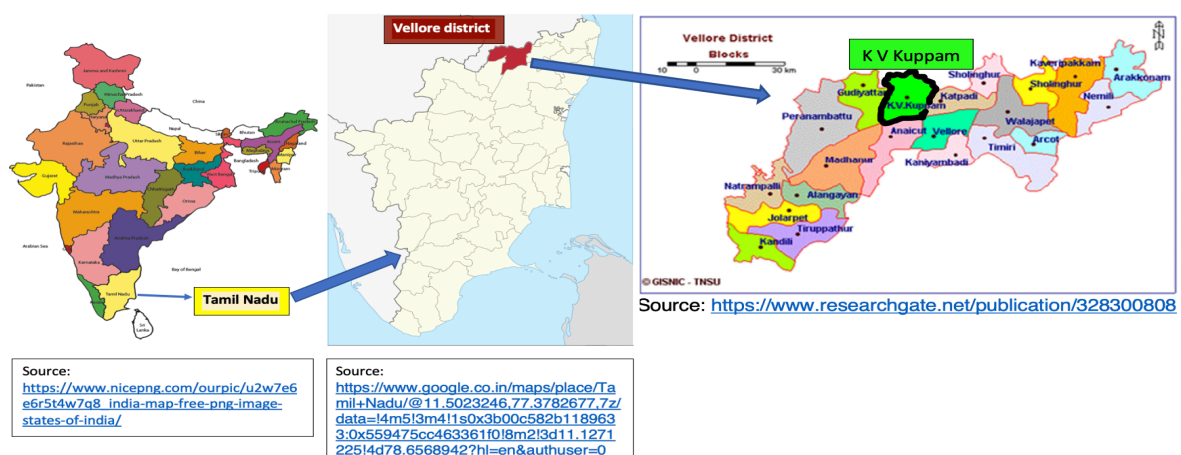 Pakistan
China
Nepal
Bhutan
Bangladesh
Arabian Sea
Bay of Bengal
Jammu and Kashmir
Himachal Pradesh
Punjab
Uttarakhand
Haryana
Rajasthan
Uttar Pradesh
Bihar
Sikkim
Arunachal Pradesh
Assam
Nagaland
Meghalaya
Manipur
Mizoram
Gujarat
Madhya Pradesh
Jharkhand
West Bengal
Chhattisgarh
Orissa
Maharashtra
Andhra Pradesh
Goa
Karnataka
Tamil Nadu
Kerala
Sri
Lanka
Tamil Nadu
Vellore district
Vellore District
Blocks
10 0 30 km
N
K V Kuppam
Gudiyattam
K.V.Kuppam
Katpadi
Sholinghur
Sholinghur
Kaveripakkam
Arakkonam
Nemili
Peranambattu
Anaicut
Vellore
Walajapet
Arcot
Timiri
Kaniyambadi
Madhanur
Natrampalli
Alangayan
Jolarpet
Tiruppathur
Kandili
© GISNIC - TNSU
Source: https://www.researchgate.net/publication/328300808
Source:
https://www.nicepng.com/ourpic/u2w7e6
e6r5t4w7q8_india-map-free-png-image-
states-of-india/
Source:
https://www.google.co.in/maps/place/Ta
mil+Nadu/@11.5023246,77.3782677,7z/
data=!4m5!3m4!1s0x3b00c582b118963
3:0x559475cc463361f0!8m2!3d11.1271
225!4d78.6568942?hl=en&authuser=0